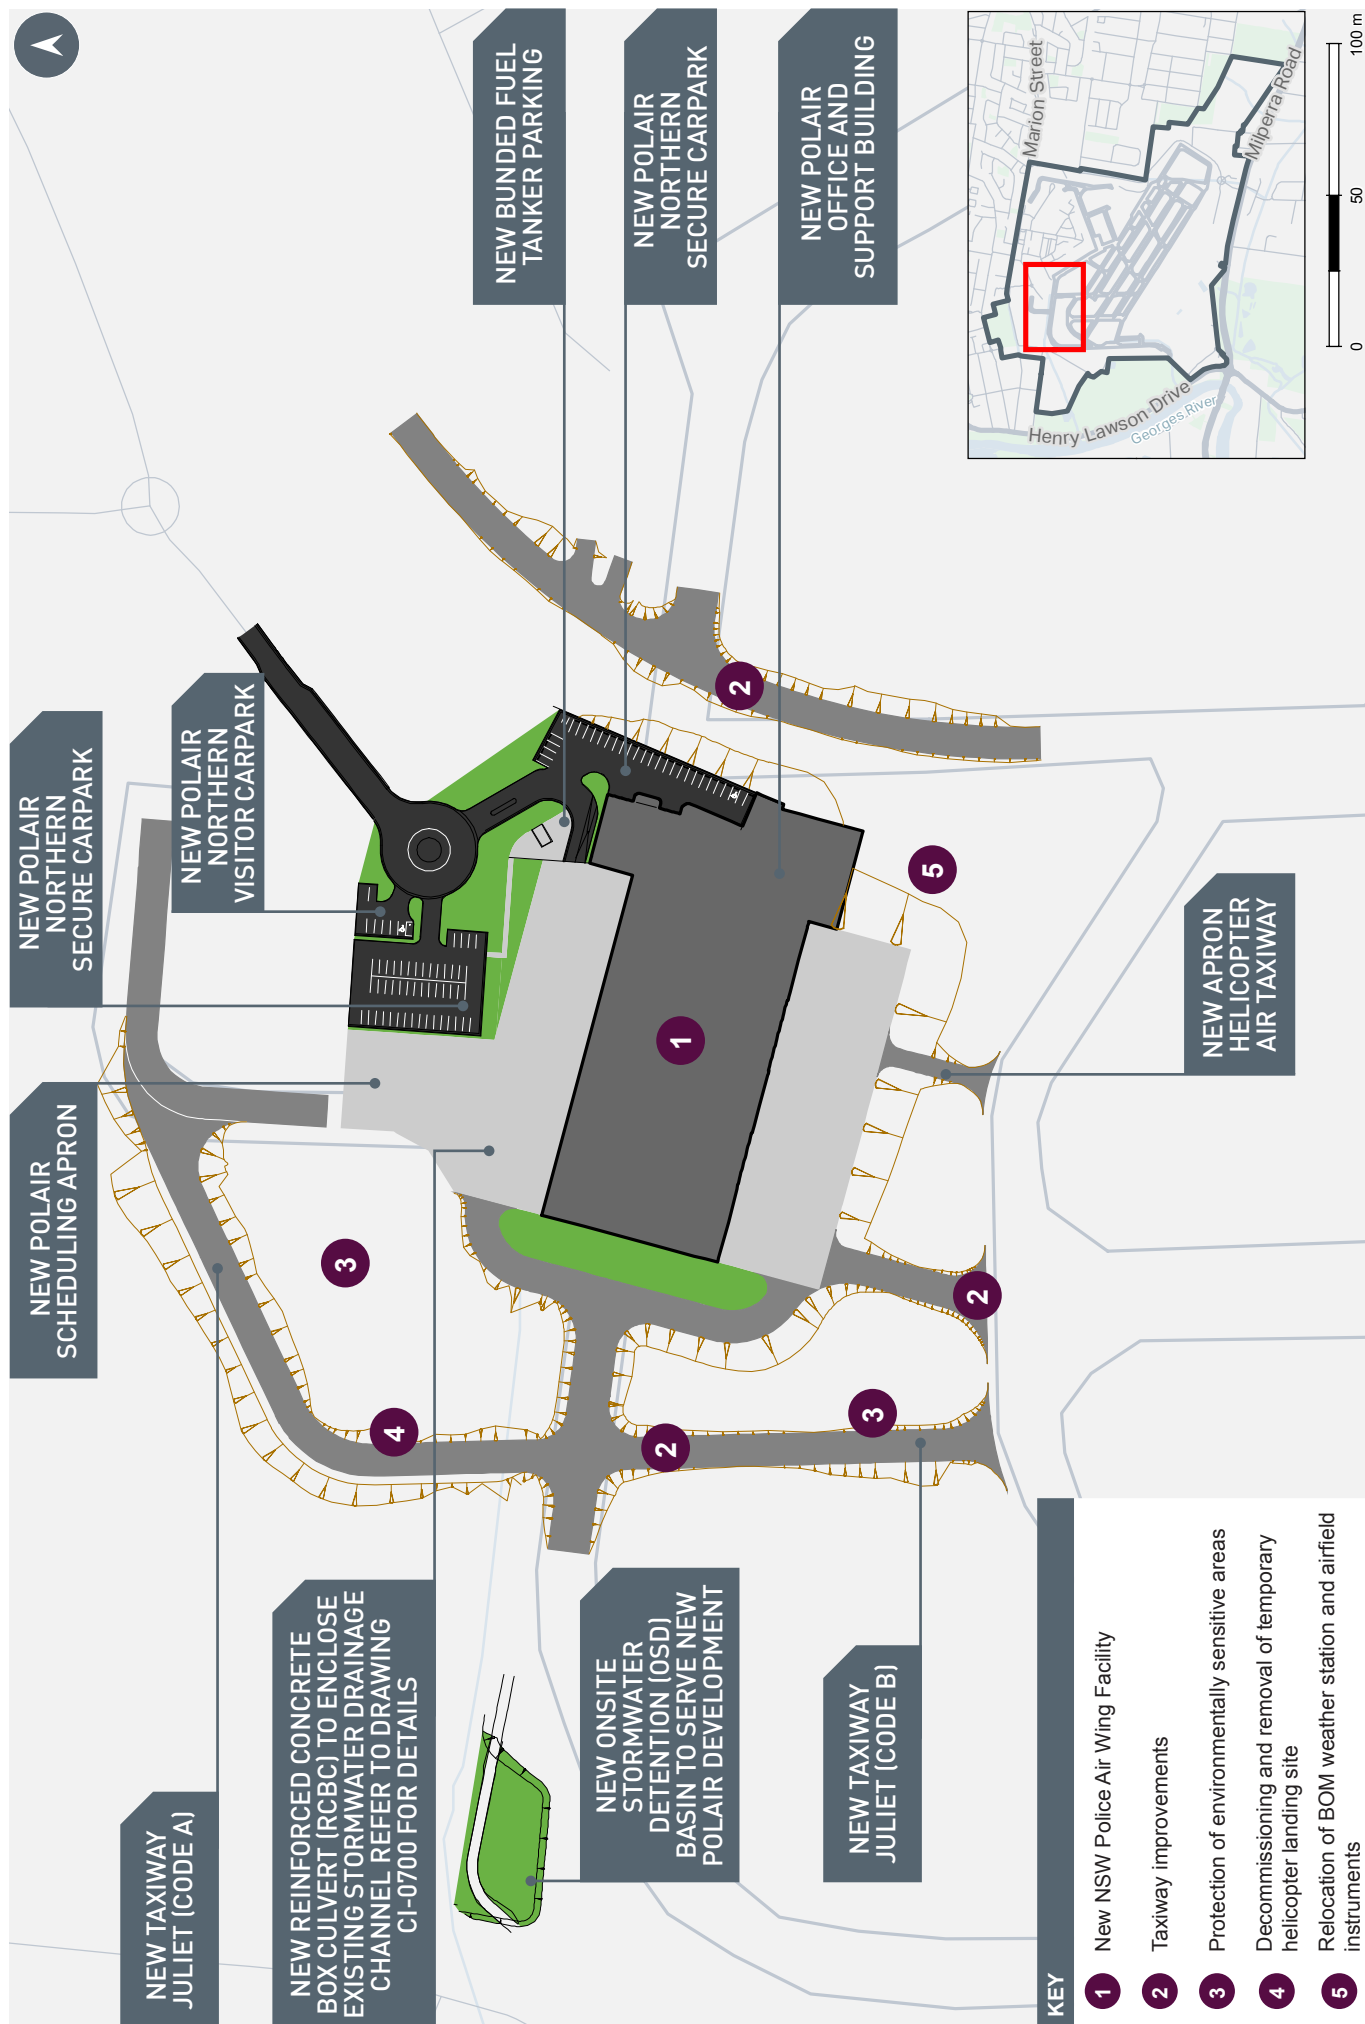 NEW TAXIWAY
JULIET (CODE A)
NEW POLAIR
SCHEDULING APRON
NEW POLAIR
NORTHERN
SECURE CARPARK
NEW POLAIR
NORTHERN
VISITOR CARPARK
NEW REINFORCED CONCRETE
BOX CULVERT (RCBC) TO ENCLOSE
EXISTING STORMWATER DRAINAGE
CHANNEL REFER TO DRAWING
CI-0700 FOR DETAILS
NEW BUNDED FUEL
TANKER PARKING
NEW POLAIR
NORTHERN
SECURE CARPARK
NEW POLAIR
OFFICE AND
SUPPORT BUILDING
NEW ONSITE
STORMWATER
DETENTION (OSD)
BASIN TO SERVE NEW
POLAIR DEVELOPMENT
NEW TAXIWAY
JULIET (CODE B)
NEW APRON
HELICOPTER
AIR TAXIWAY
3
4
1
2
2
3
5
2
KEY
1 New NSW Police Air Wing Facility
2 Taxiway improvements
3 Protection of environmentally sensitive areas
4 Decommissioning and removal of temporary
helicopter landing site
5 Relocation of BOM weather station and airfield
instruments
Marion Street
Henry Lawson Drive
Georges River
Milperra Road
0 50 100 m